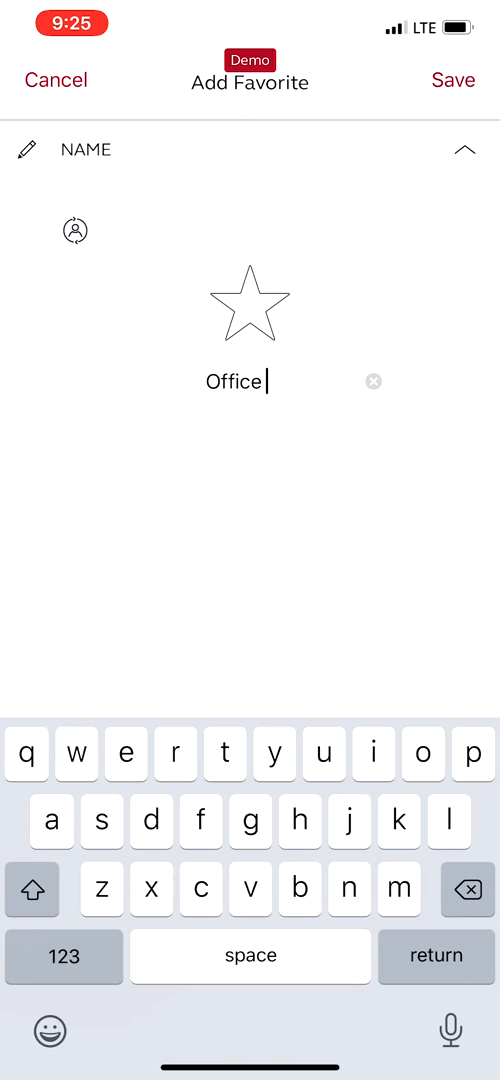 9:25
LTE
Demo
Cancel
Add Favorite
Save
NAME
Office
q w e r t y u i o p
a s d f g h j k l
z x c v b n m
123 space return